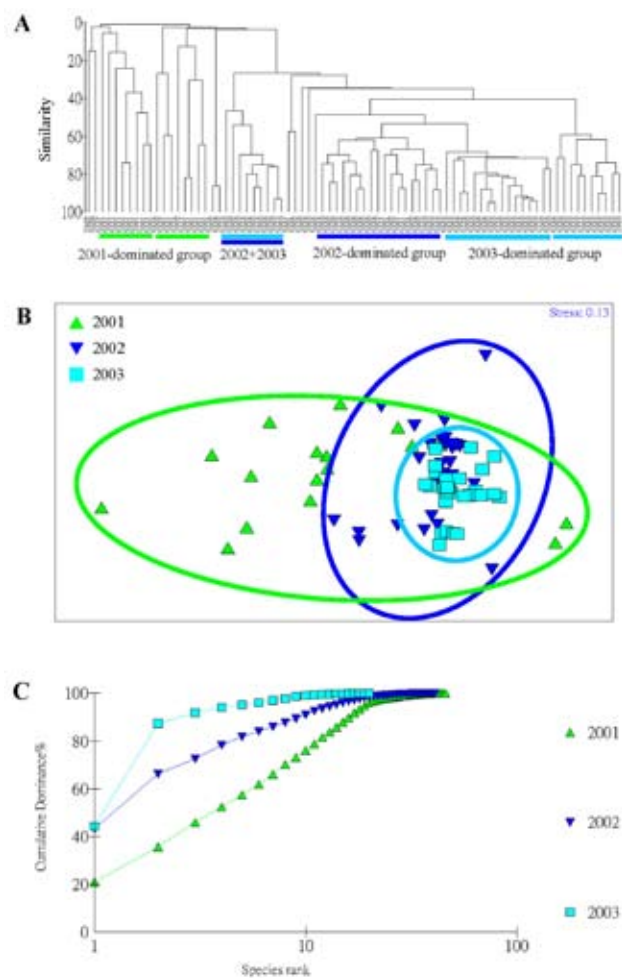 A
0
20
40
60
80
100
Similarity
2001-dominated group
2002+2003
2002-dominated group
2003-dominated group
B
2001
2002
2003
Stress: 0.13
C
100
80
60
40
20
0
Cumulative Dominance%
1
10
100
Species rank
2001
2002
2003